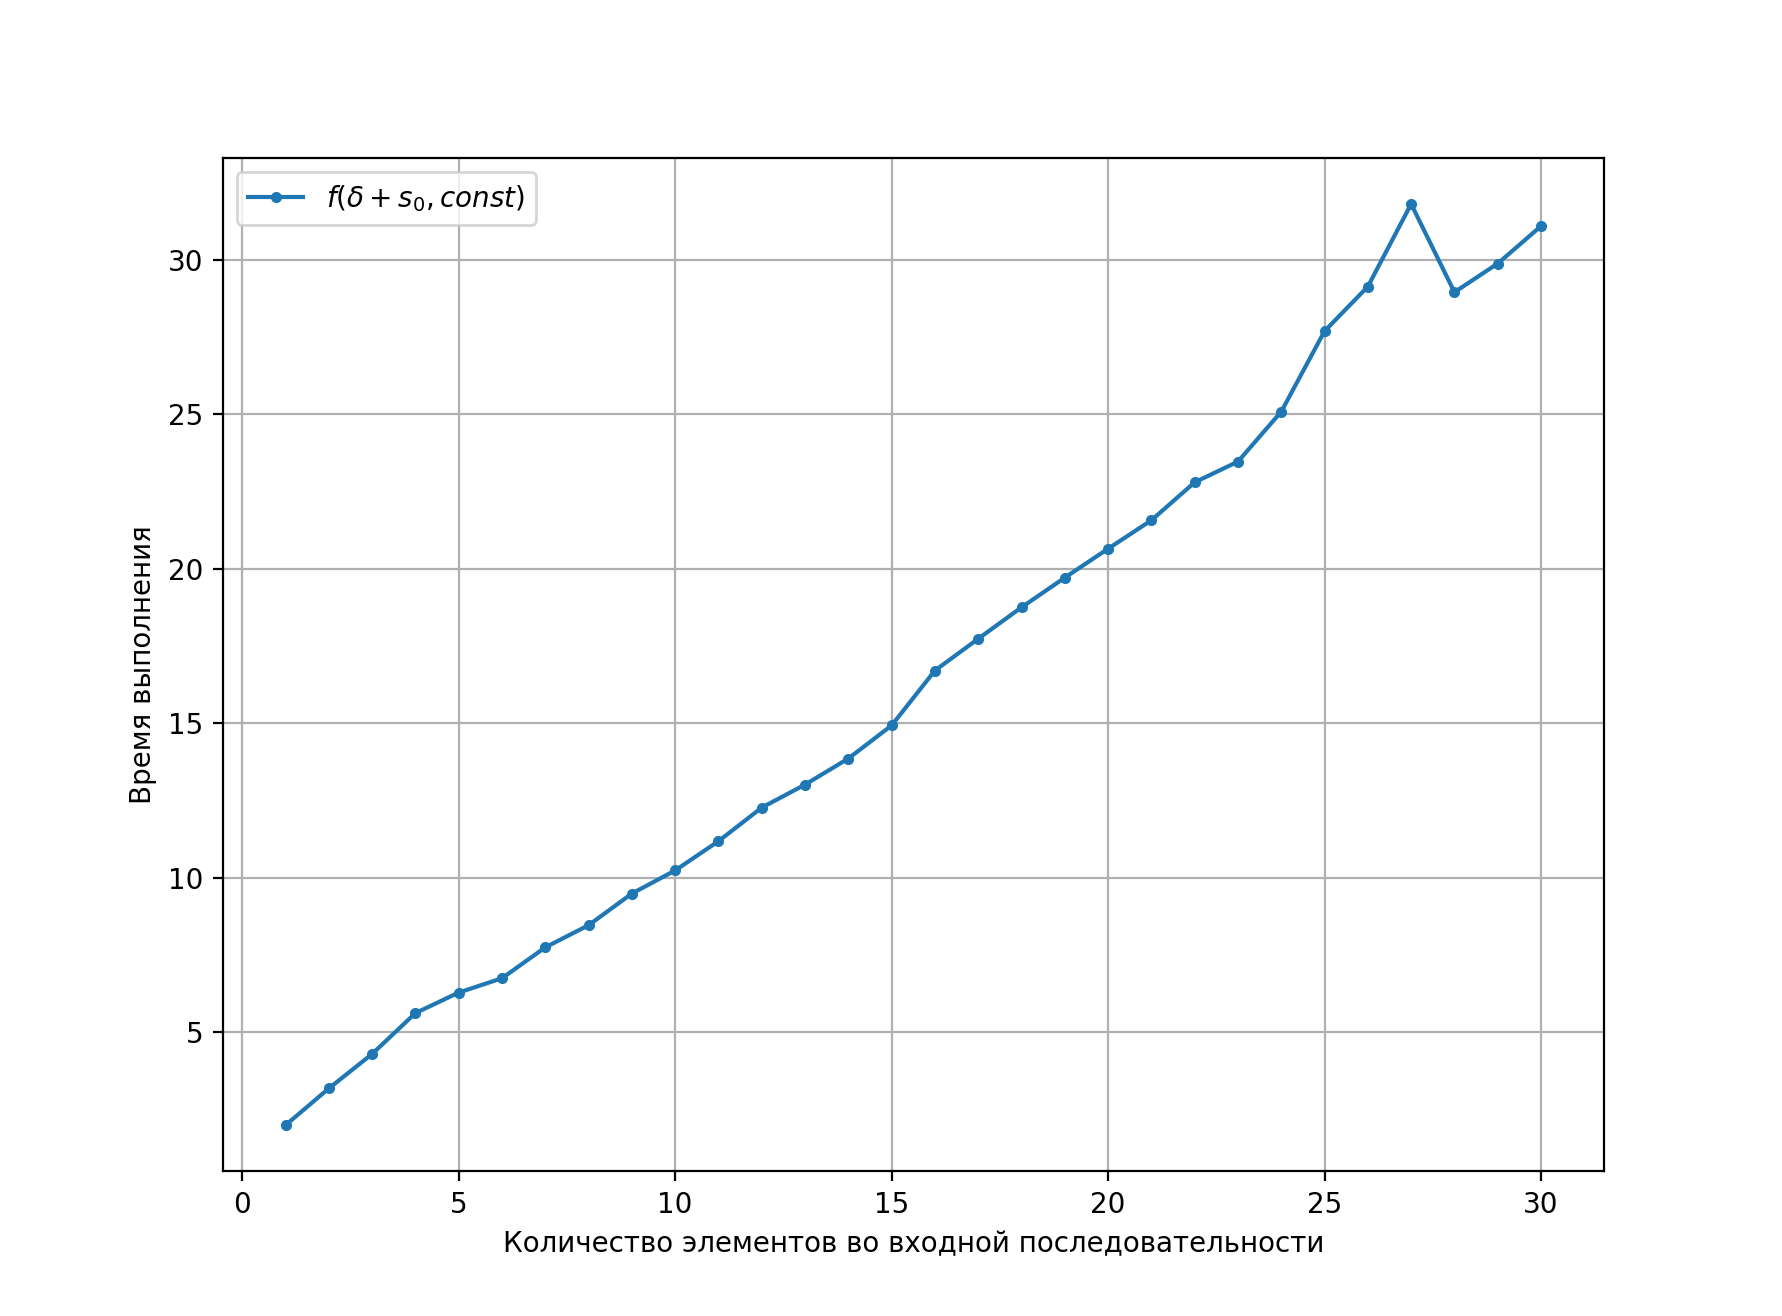 f(δ + s₀, const)
30
25
20
15
10
5
0 5 10 15 20 25 30
Время выполнения
Количество элементов во входной последовательности